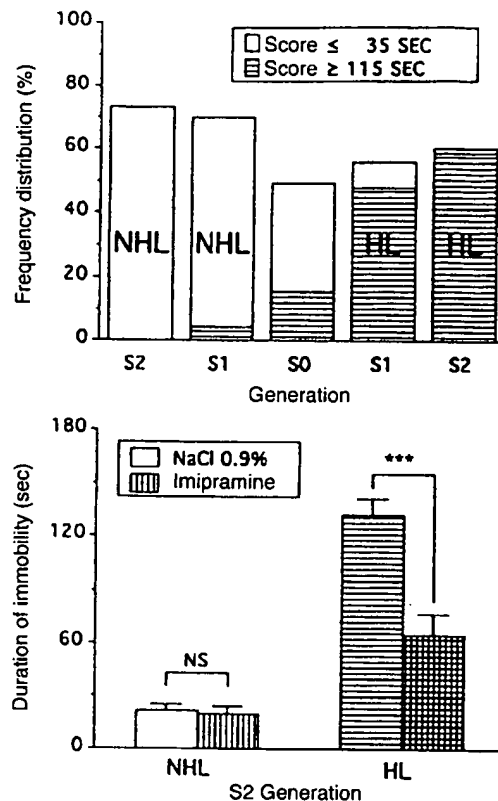 100
80
60
40
20
0
Frequency distribution (%)
Score ≤ 35 SEC
Score ≥ 115 SEC
NHL
NHL
HL
HL
S2 S1 S0 S1 S2
Generation
180
120
60
0
Duration of immobility (sec)
NaCl 0.9%
Imipramine
***
NS
NHL HL
S2 Generation